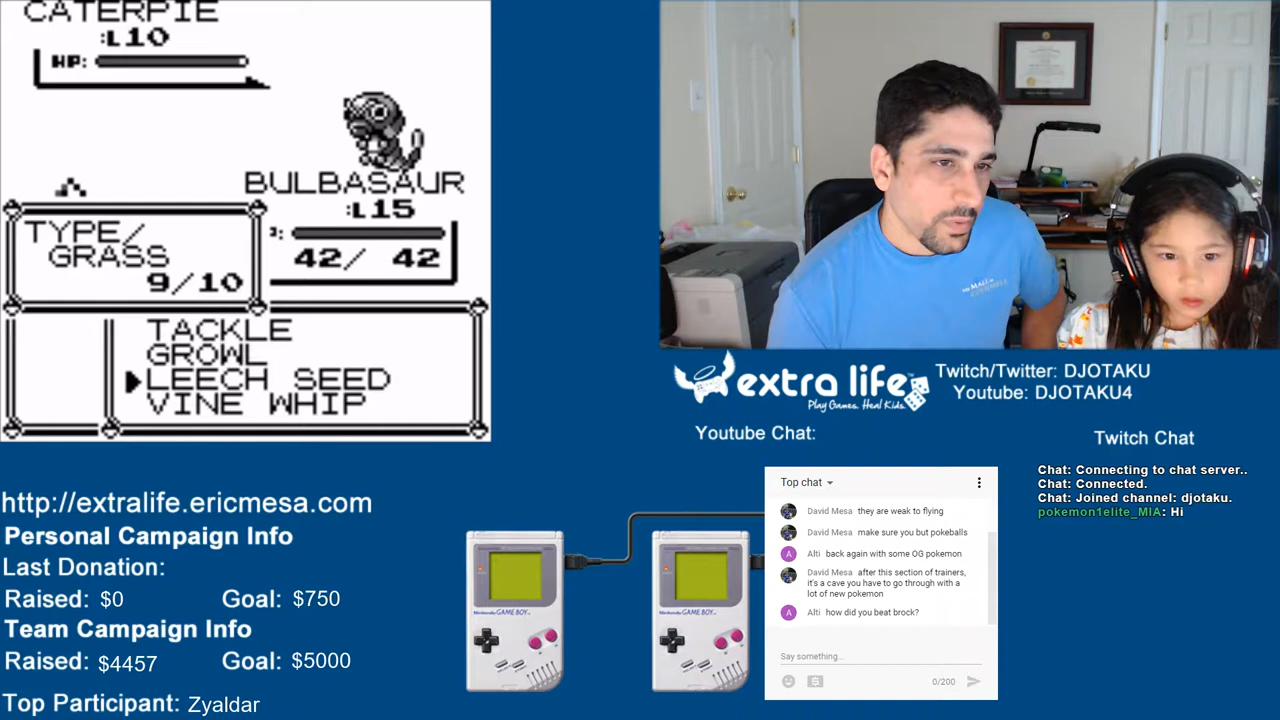 CATERPIE
:L10
HP:
BULBASAUR
:L15
42/ 42
TYPE/
GRASS
9/10
TACKLE
GROWL
LEECH SEED
VINE WHIP
extra life
Play Games. Heal Kids.
Twitch/Twitter: DJOTAKU
Youtube: DJOTAKU4
Youtube Chat:
Twitch Chat
Top chat
David Mesa they are weak to flying
David Mesa make sure you but pokeballs
A Alti back again with some OG pokemon
David Mesa after this section of trainers,
it's a cave you have to go through with a
lot of new pokemon
A Alti how did you beat brock?
Say something...
0/200
Chat: Connecting to chat server..
Chat: Connected.
Chat: Joined channel: djotaku.
pokemon1elite_MIA: Hi
http://extralife.ericmesa.com
Personal Campaign Info
Last Donation:
Raised: $0 Goal: $750
Team Campaign Info
Raised: $4457 Goal: $5000
Top Participant: Zyaldar
Nintendo GAME BOY
Nintendo GAME BOY